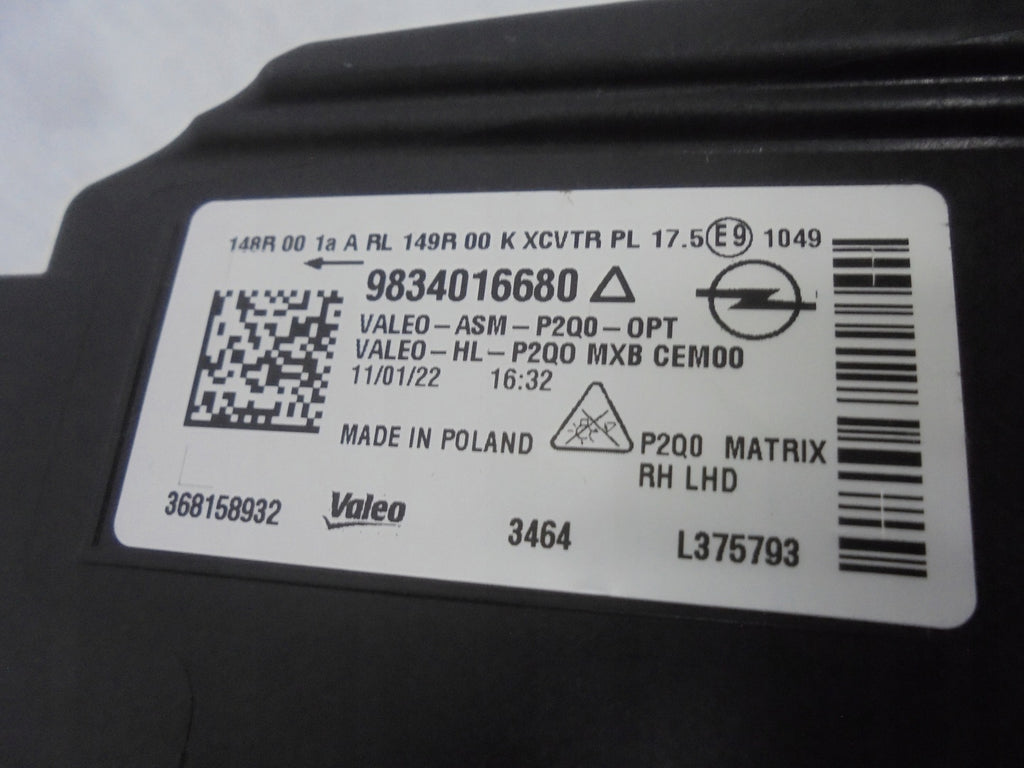 148R 00 1a A RL 149R 00 K XCVTR PL 17.5 E9 1049
9834016680
VALEO-ASM-P2Q0-OPT
VALEO-HL-P2Q0 MXB CEM00
11/01/22 16:32
MADE IN POLAND
P2Q0 MATRIX
RH LHD
368158932
Valeo
3464
L375793